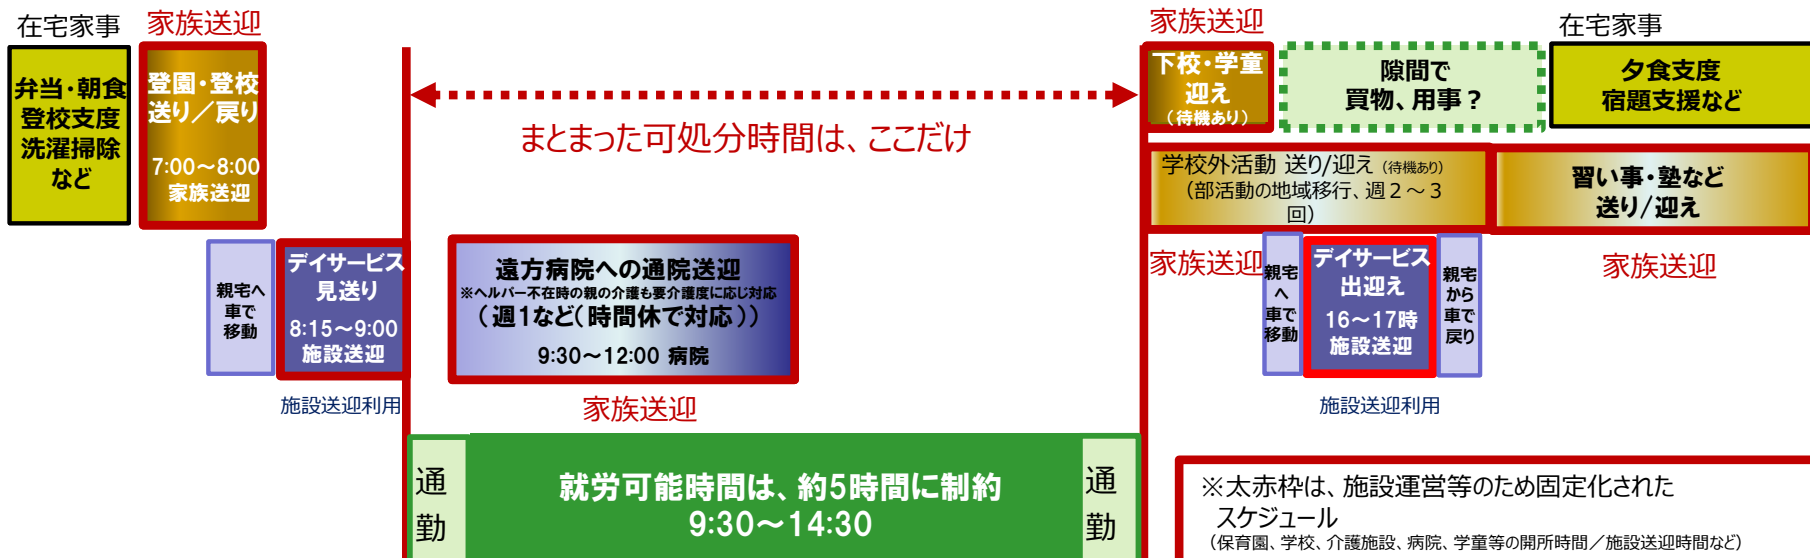 在宅家事
家族送迎
弁当・朝食
登校支度
洗濯掃除
など
登園・登校
送り／戻り
7:00～8:00
家族送迎
まとまった可処分時間は、ここだけ
家族送迎
下校・学童
迎え
（待機あり）
隙間で
買物、用事？
在宅家事
夕食支度
宿題支援など
学校外活動 送り/迎え （待機あり）
（部活動の地域移行、週２～３
回）
習い事・塾など
送り/迎え
家族送迎
家族送迎
親宅へ
車で
移動
デイサービス
見送り
8:15～9:00
施設送迎
施設送迎利用
遠方病院への通院送迎
※ヘルパー不在時の親の介護も要介護度に応じ対応
（週1など（時間休で対応））
9:30～12:00 病院
家族送迎
親宅
へ
車で
移動
デイサービス
出迎え
16～17時
施設送迎
親宅
から
車で
戻り
施設送迎利用
通
勤
就労可能時間は、約5時間に制約
9:30～14:30
通
勤
※太赤枠は、施設運営等のため固定化された
スケジュール
（保育園、学校、介護施設、病院、学童等の開所時間／施設送迎時間など）